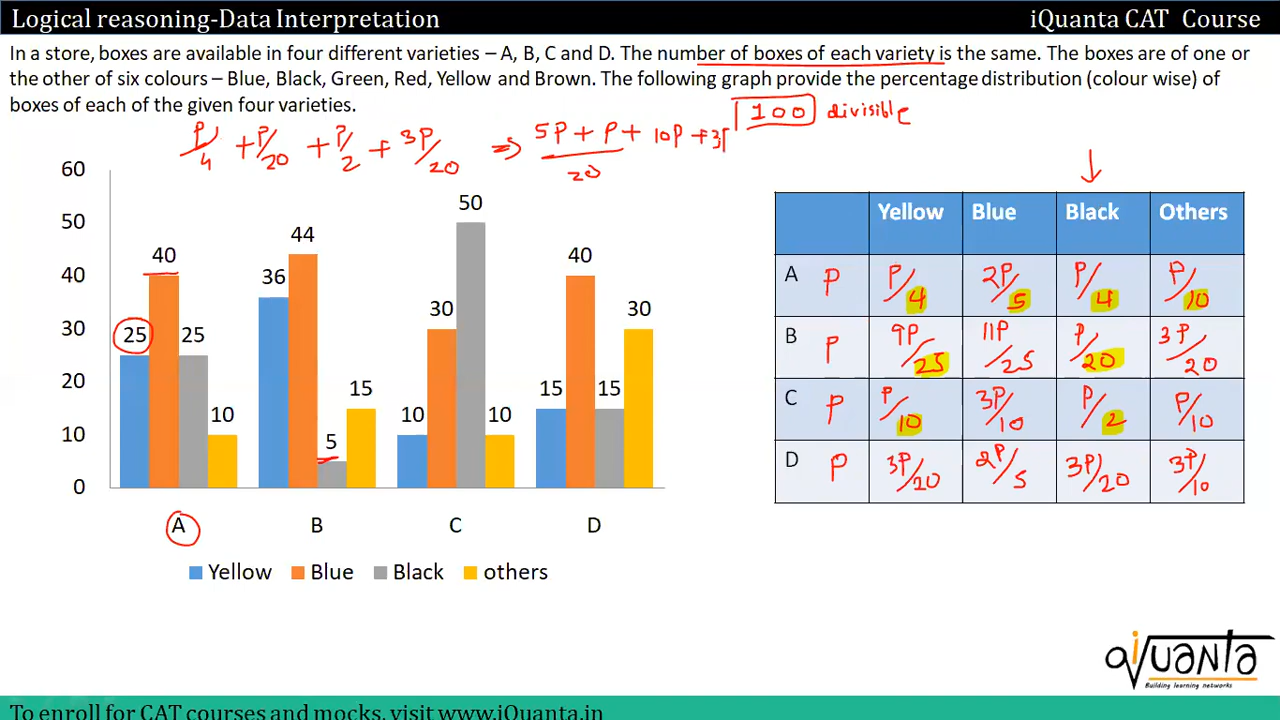 Logical reasoning-Data Interpretation iQuanta CAT Course
In a store, boxes are available in four different varieties – A, B, C and D. The number of boxes of each variety is the same. The boxes are of one or
the other of six colours – Blue, Black, Green, Red, Yellow and Brown. The following graph provide the percentage distribution (colour wise) of
boxes of each of the given four varieties.
100 divisible
P/4 + P/20 + P/2 + 3P/20 ⇒ 5P + P + 10P + 3P
20
60
50
40
30
20
10
0
25 40 25 10
36 44 5 15
10 30 50 10
15 40 15 30
A B C D
Yellow Blue Black others
Yellow Blue Black Others
A P P/4 2P/5 P/4 P/10
B P 9P/25 11P/25 P/20 3P/20
C P P/10 3P/10 P/2 P/10
D P 3P/20 2P/5 3P/20 3P/10
iQuanta
Building learning networks
To enroll for CAT courses and mocks, visit www.iQuanta.in